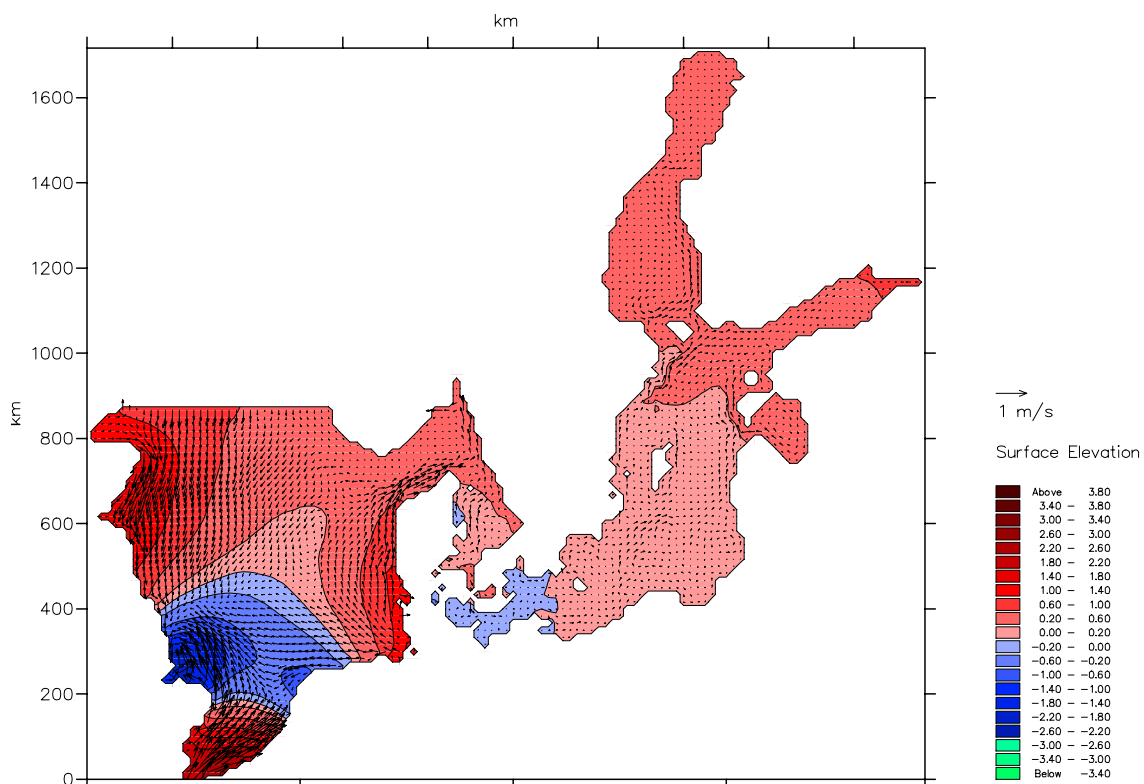 km
1600
1400
1200
1000
800
600
400
200
0
km
1 m/s
Surface Elevation
Above 3.80
3.40 - 3.80
3.00 - 3.40
2.60 - 3.00
2.20 - 2.60
1.80 - 2.20
1.40 - 1.80
1.00 - 1.40
0.60 - 1.00
0.20 - 0.60
0.00 - 0.20
-0.20 - 0.00
-0.60 - -0.20
-1.00 - -0.60
-1.40 - -1.00
-1.80 - -1.40
-2.20 - -1.80
-2.60 - -2.20
-3.00 - -2.60
-3.40 - -3.00
Below -3.40